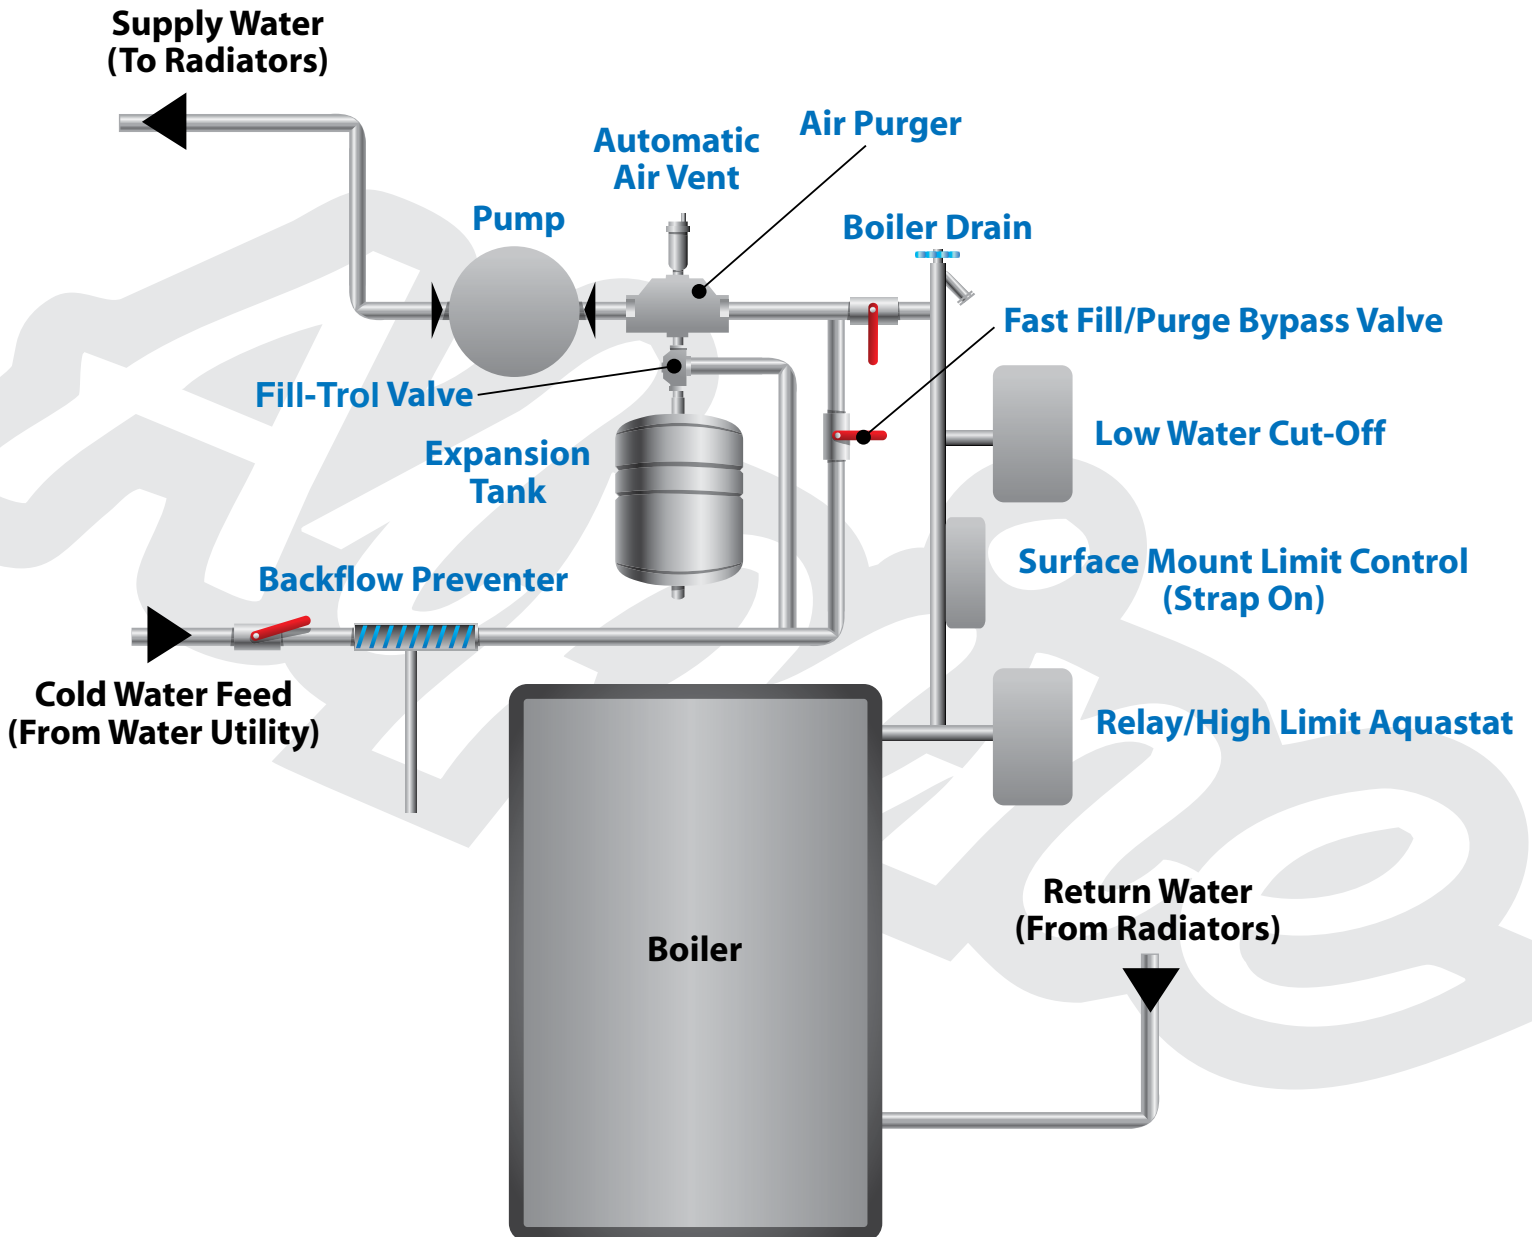 Supply Water
(To Radiators)
Automatic
Air Vent
Air Purger
Pump
Boiler Drain
Fast Fill/Purge Bypass Valve
Fill-Trol Valve
Low Water Cut-Off
Expansion
Tank
Surface Mount Limit Control
(Strap On)
Backflow Preventer
Cold Water Feed
(From Water Utility)
Relay/High Limit Aquastat
Return Water
(From Radiators)
Boiler
Alpine